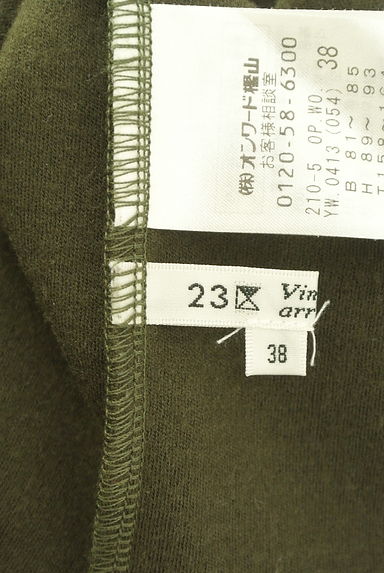 (株)オンワード樫山
お客様相談室
0120-58-6300
210-5 OP.WO.
YW.0413 (054) 38
B 81～ 85
H 89～ 93
23区
Vin
arr
38